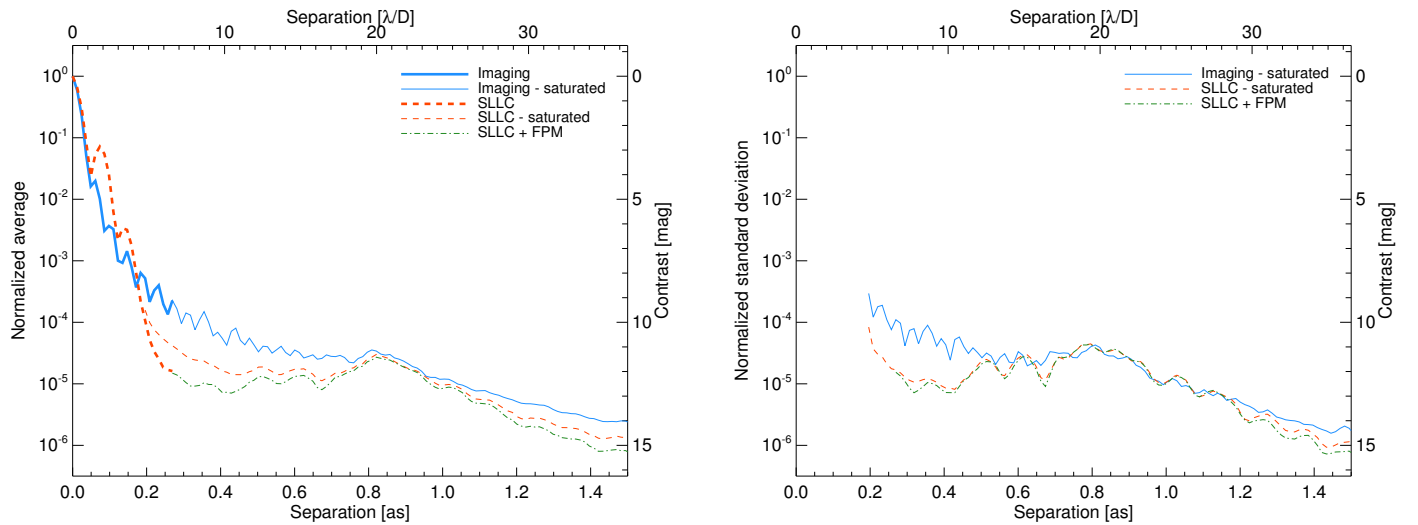 Separation [λ/D]
0 10 20 30
Normalized average
10⁰
10⁻¹
10⁻²
10⁻³
10⁻⁴
10⁻⁵
10⁻⁶
Imaging
Imaging - saturated
SLLC
SLLC - saturated
SLLC + FPM
0
5
10
15
Contrast [mag]
0.0 0.2 0.4 0.6 0.8 1.0 1.2 1.4
Separation [as]
Separation [λ/D]
0 10 20 30
Normalized standard deviation
10⁰
10⁻¹
10⁻²
10⁻³
10⁻⁴
10⁻⁵
10⁻⁶
Imaging - saturated
SLLC - saturated
SLLC + FPM
0
5
10
15
Contrast [mag]
0.0 0.2 0.4 0.6 0.8 1.0 1.2 1.4
Separation [as]